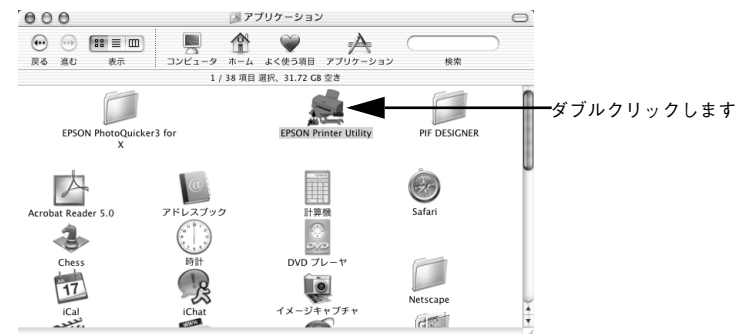 アプリケーション
戻る 進む 表示 コンピュータ ホーム よく使う項目 アプリケーション 検索
1 / 38 項目 選択、31.72 GB 空き
ダブルクリックします
EPSON PhotoQuicker3 for
X
EPSON Printer Utility
PIF DESIGNER
Acrobat Reader 5.0
アドレスブック
計算機
Safari
Chess
時計
DVD プレーヤ
17
iCal
iChat
イメージキャプチャ
Netscape